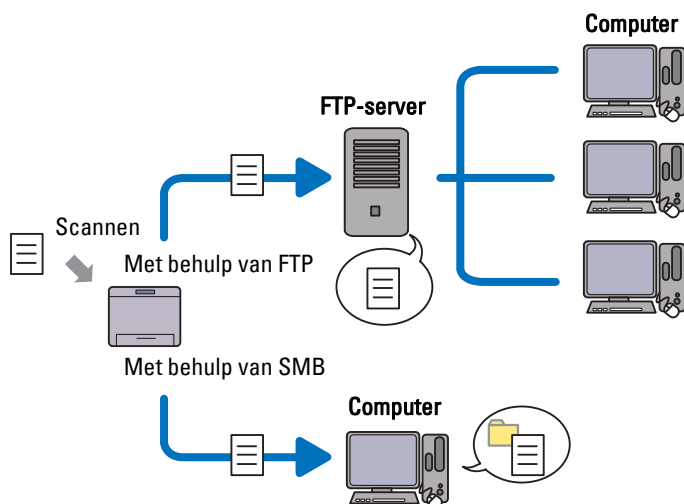 Computer
FTP-server
Scannen
Met behulp van FTP
Met behulp van SMB
Computer